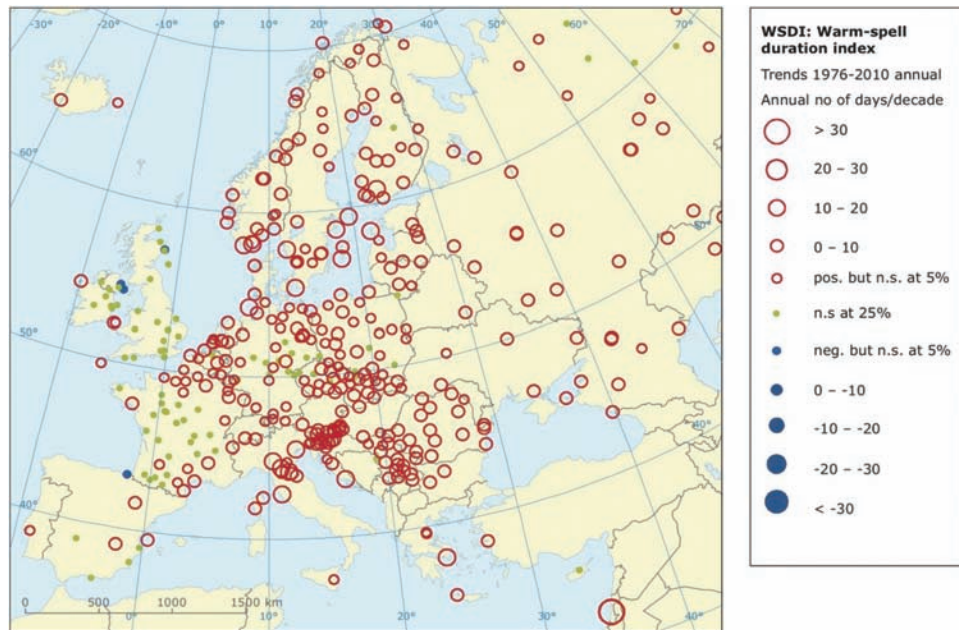 -30° -20° -10° 0° 10° 20° 30° 40° 50° 60° 70°
60°
50°
50°
40°
40°
0 500 1000 1500 km
0° 10° 20° 30° 40°
WSDI: Warm-spell
duration index
Trends 1976-2010 annual
Annual no of days/decade
> 30
20 – 30
10 – 20
0 – 10
pos. but n.s. at 5%
n.s at 25%
neg. but n.s. at 5%
0 – -10
-10 – -20
-20 – -30
< -30